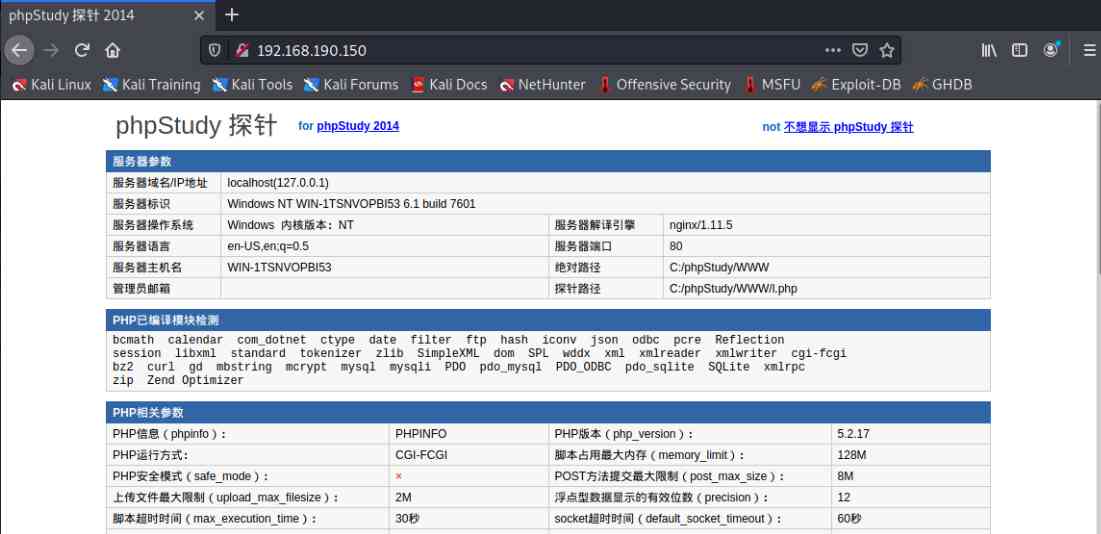 phpStudy 探针 2014
192.168.190.150
Kali Linux Kali Training Kali Tools Kali Forums Kali Docs NetHunter Offensive Security MSFU Exploit-DB GHDB
phpStudy 探针 for phpStudy 2014 not 不想显示 phpStudy 探针
服务器参数
服务器域名/IP地址 localhost(127.0.0.1)
服务器标识 Windows NT WIN-1TSNVOPBI53 6.1 build 7601
服务器操作系统 Windows 内核版本：NT 服务器解译引擎 nginx/1.11.5
服务器语言 en-US,en;q=0.5 服务器端口 80
服务器主机名 WIN-1TSNVOPBI53 绝对路径 C:/phpStudy/WWW
管理员邮箱 探针路径 C:/phpStudy/WWW/l.php
PHP已编译模块检测
bcmath calendar com_dotnet ctype date filter ftp hash iconv json odbc pcre Reflection
session libxml standard tokenizer zlib SimpleXML dom SPL wddx xml xmlreader xmlwriter cgi-fcgi
bz2 curl gd mbstring mcrypt mysql mysqli PDO pdo_mysql PDO_ODBC pdo_sqlite SQLite xmlrpc
zip Zend Optimizer
PHP相关参数
PHP信息（phpinfo）： PHPINFO PHP版本（php_version）： 5.2.17
PHP运行方式： CGI-FCGI 脚本占用最大内存（memory_limit）： 128M
PHP安全模式（safe_mode）： × POST方法提交最大限制（post_max_size）： 8M
上传文件最大限制（upload_max_filesize）： 2M 浮点型数据显示的有效位数（precision）： 12
脚本超时时间（max_execution_time）： 30秒 socket超时时间（default_socket_timeout）： 60秒